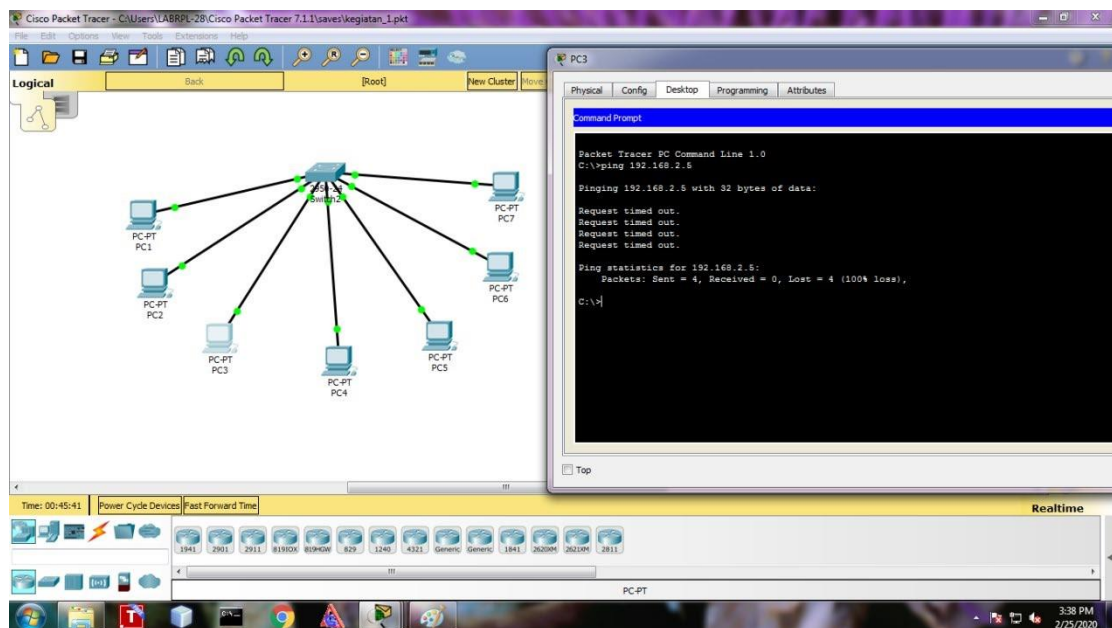 Cisco Packet Tracer - C:\Users\LABRPL-28\Cisco Packet Tracer 7.1.1\saves\kegiatan_1.pkt
File Edit Options View Tools Extensions Help
Logical
Back
[Root]
New Cluster
Move
2950-24
Switch2
PC-PT
PC1
PC-PT
PC2
PC-PT
PC3
PC-PT
PC4
PC-PT
PC5
PC-PT
PC6
PC-PT
PC7
PC3
Physical Config Desktop Programming Attributes
Command Prompt
Packet Tracer PC Command Line 1.0
C:\>ping 192.168.2.5
Pinging 192.168.2.5 with 32 bytes of data:
Request timed out.
Request timed out.
Request timed out.
Request timed out.
Ping statistics for 192.168.2.5:
Packets: Sent = 4, Received = 0, Lost = 4 (100% loss),
C:\>
Top
Time: 00:45:41 Power Cycle Devices Fast Forward Time
Realtime
1941 2901 2911 819IOX 819HGW 829 1240 4321 Generic Generic 1841 2620XM 2621XM 2811
PC-PT
3:38 PM
2/25/2020